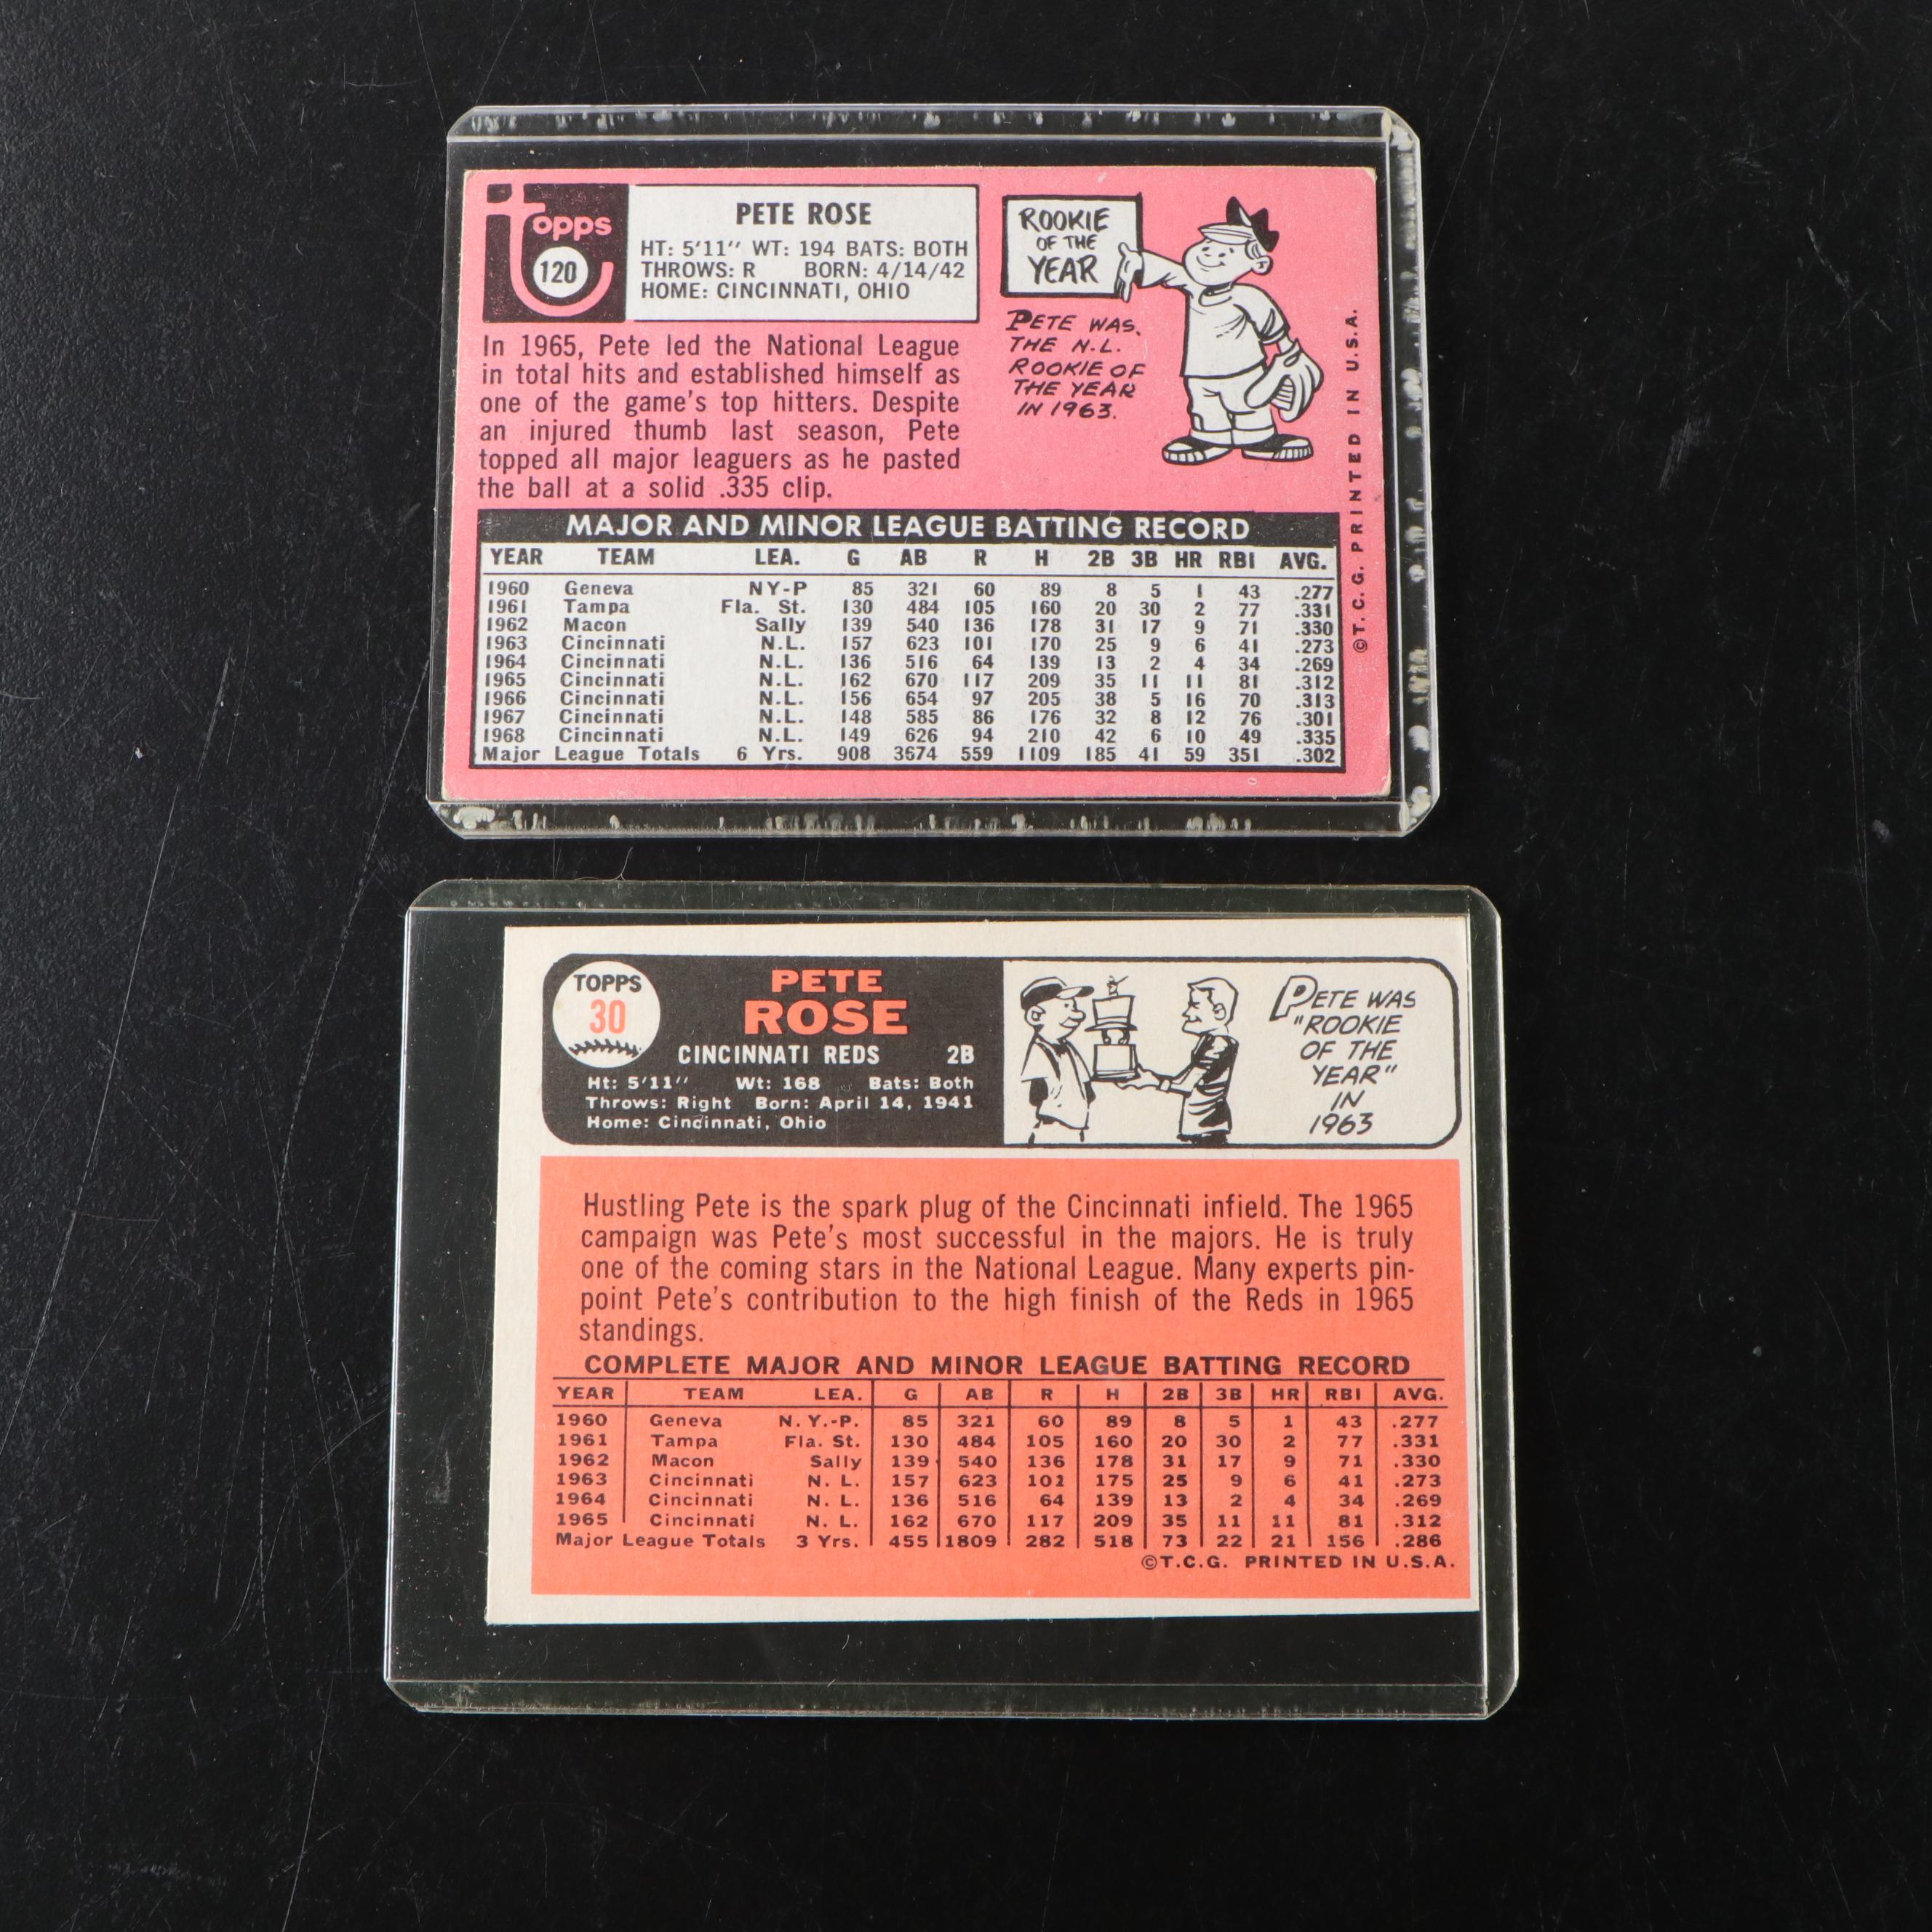 topps
120
PETE ROSE
HT: 5'11" WT: 194 BATS: BOTH
THROWS: R BORN: 4/14/42
HOME: CINCINNATI, OHIO
ROOKIE
OF THE
YEAR
PETE WAS
THE N.L.
ROOKIE OF
THE YEAR
IN 1963.
In 1965, Pete led the National League
in total hits and established himself as
one of the game's top hitters. Despite
an injured thumb last season, Pete
topped all major leaguers as he pasted
the ball at a solid .335 clip.
MAJOR AND MINOR LEAGUE BATTING RECORD
YEAR TEAM LEA. G AB R H 2B 3B HR RBI AVG.
1960 Geneva NY-P 85 321 60 89 8 5 1 43 .277
1961 Tampa Fla. St. 130 484 105 160 20 30 2 77 .331
1962 Macon Sally 139 540 136 178 31 17 9 71 .330
1963 Cincinnati N.L. 157 623 101 170 25 9 6 41 .273
1964 Cincinnati N.L. 136 516 64 139 13 2 4 34 .269
1965 Cincinnati N.L. 162 670 117 209 35 11 11 81 .312
1966 Cincinnati N.L. 156 654 97 205 38 5 16 70 .313
1967 Cincinnati N.L. 148 585 86 176 32 8 12 76 .301
1968 Cincinnati N.L. 149 626 94 210 42 6 10 49 .335
Major League Totals 6 Yrs. 908 3674 559 1109 185 41 59 351 .302
©T.C.G. PRINTED IN U.S.A.
TOPPS
30
PETE
ROSE
CINCINNATI REDS 2B
Ht: 5'11" Wt: 168 Bats: Both
Throws: Right Born: April 14, 1941
Home: Cincinnati, Ohio
PETE WAS
"ROOKIE
OF THE
YEAR"
IN
1963
Hustling Pete is the spark plug of the Cincinnati infield. The 1965
campaign was Pete's most successful in the majors. He is truly
one of the coming stars in the National League. Many experts pin-
point Pete's contribution to the high finish of the Reds in 1965
standings.
COMPLETE MAJOR AND MINOR LEAGUE BATTING RECORD
YEAR TEAM LEA. G AB R H 2B 3B HR RBI AVG.
1960 Geneva N.Y.-P. 85 321 60 89 8 5 1 43 .277
1961 Tampa Fla. St. 130 484 105 160 20 30 2 77 .331
1962 Macon Sally 139 540 136 178 31 17 9 71 .330
1963 Cincinnati N. L. 157 623 101 175 25 9 6 41 .273
1964 Cincinnati N. L. 136 516 64 139 13 2 4 34 .269
1965 Cincinnati N. L. 162 670 117 209 35 11 11 81 .312
Major League Totals 3 Yrs. 455 1809 282 518 73 22 21 156 .286
©T.C.G. PRINTED IN U.S.A.